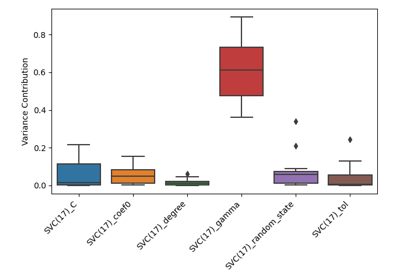 Variance Contribution
0.8
0.6
0.4
0.2
0.0
SVC(17)_C
SVC(17)_coef0
SVC(17)_degree
SVC(17)_gamma
SVC(17)_random_state
SVC(17)_tol